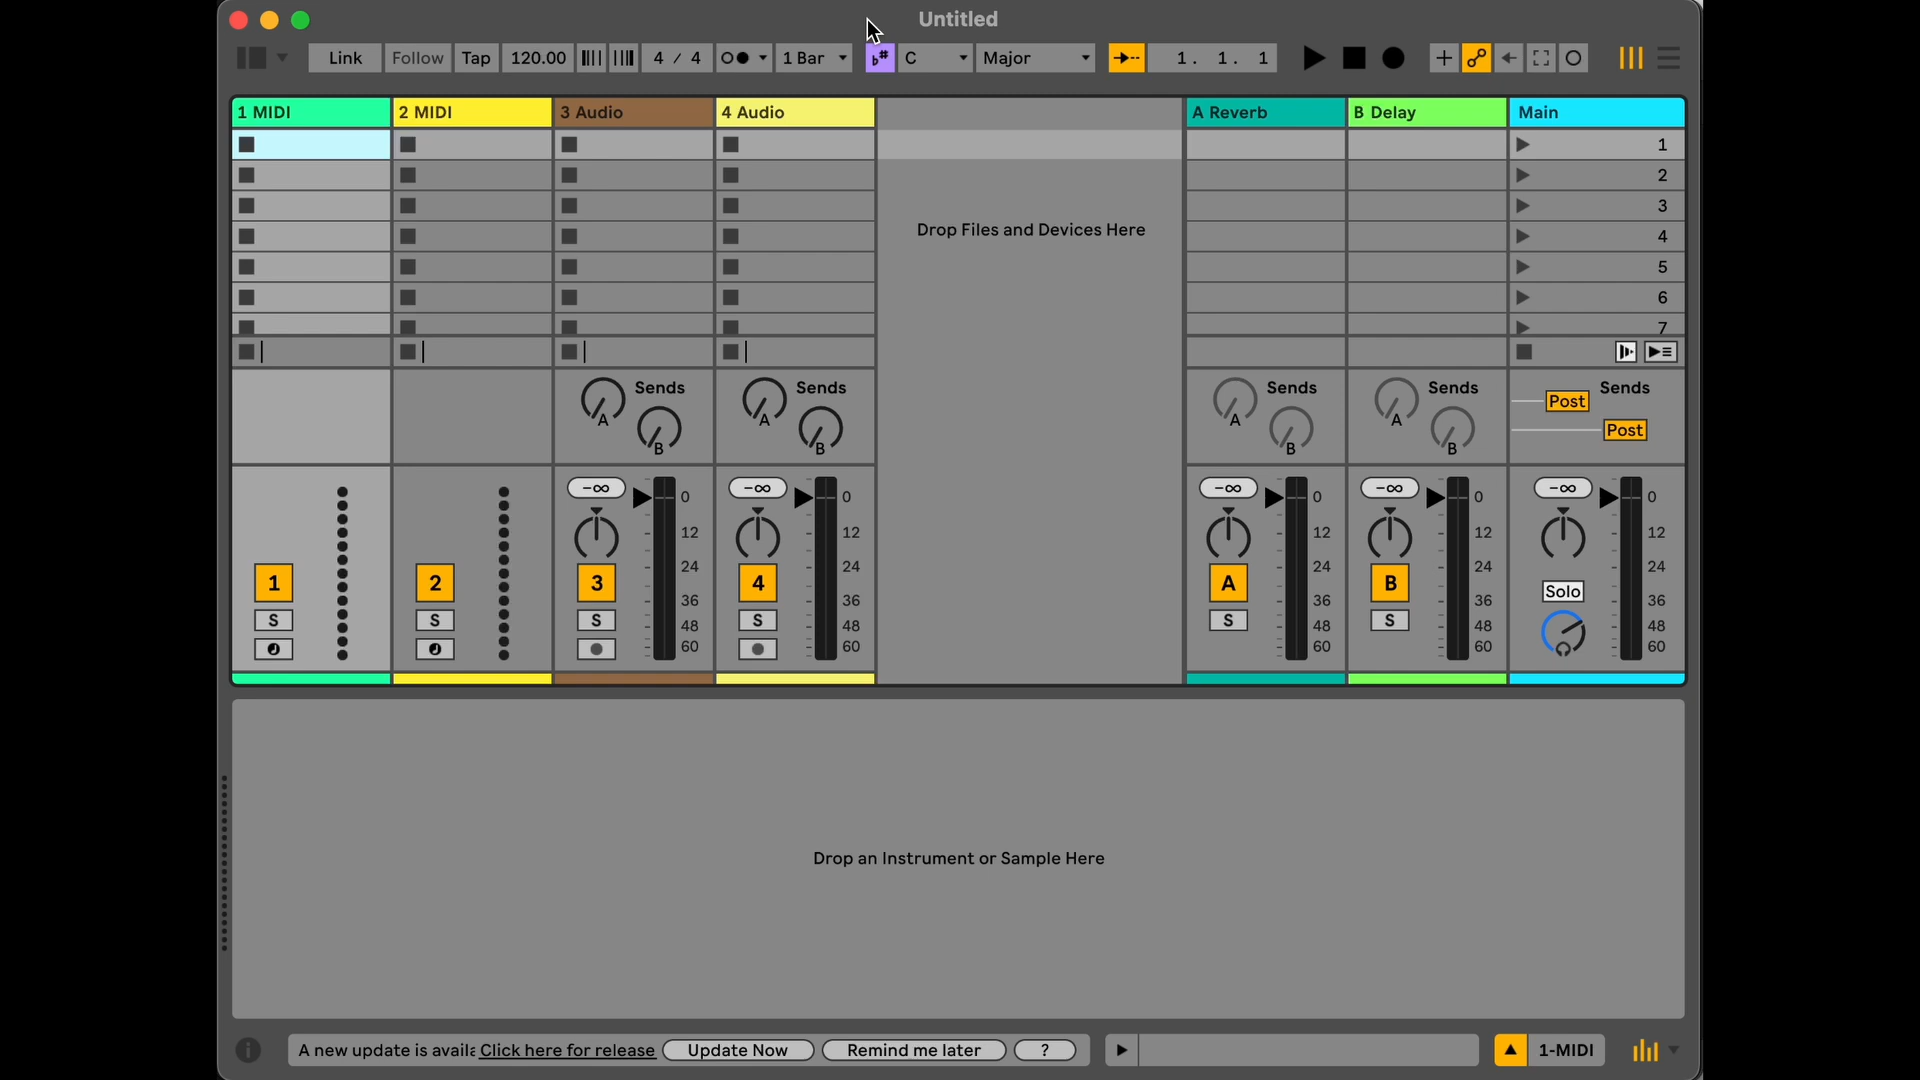 Untitled
Link Follow Tap 120.00 4 / 4 1 Bar ♭# C Major 1. 1. 1
1 MIDI 2 MIDI 3 Audio 4 Audio A Reverb B Delay Main
1
2
3
Drop Files and Devices Here
4
5
6
7
Sends Sends Sends Sends Sends
A A A A Post
B B B B Post
-∞ 0 -∞ 0 -∞ 0 -∞ 0 -∞ 0
12 12 12 12 12
24 24 24 24 24
1 2 3 4 A B Solo
36 36 36 36 36
S S S S S S
48 48 48 48 48
60 60 60 60 60
Drop an Instrument or Sample Here
A new update is availa Click here for release Update Now Remind me later ? 1-MIDI